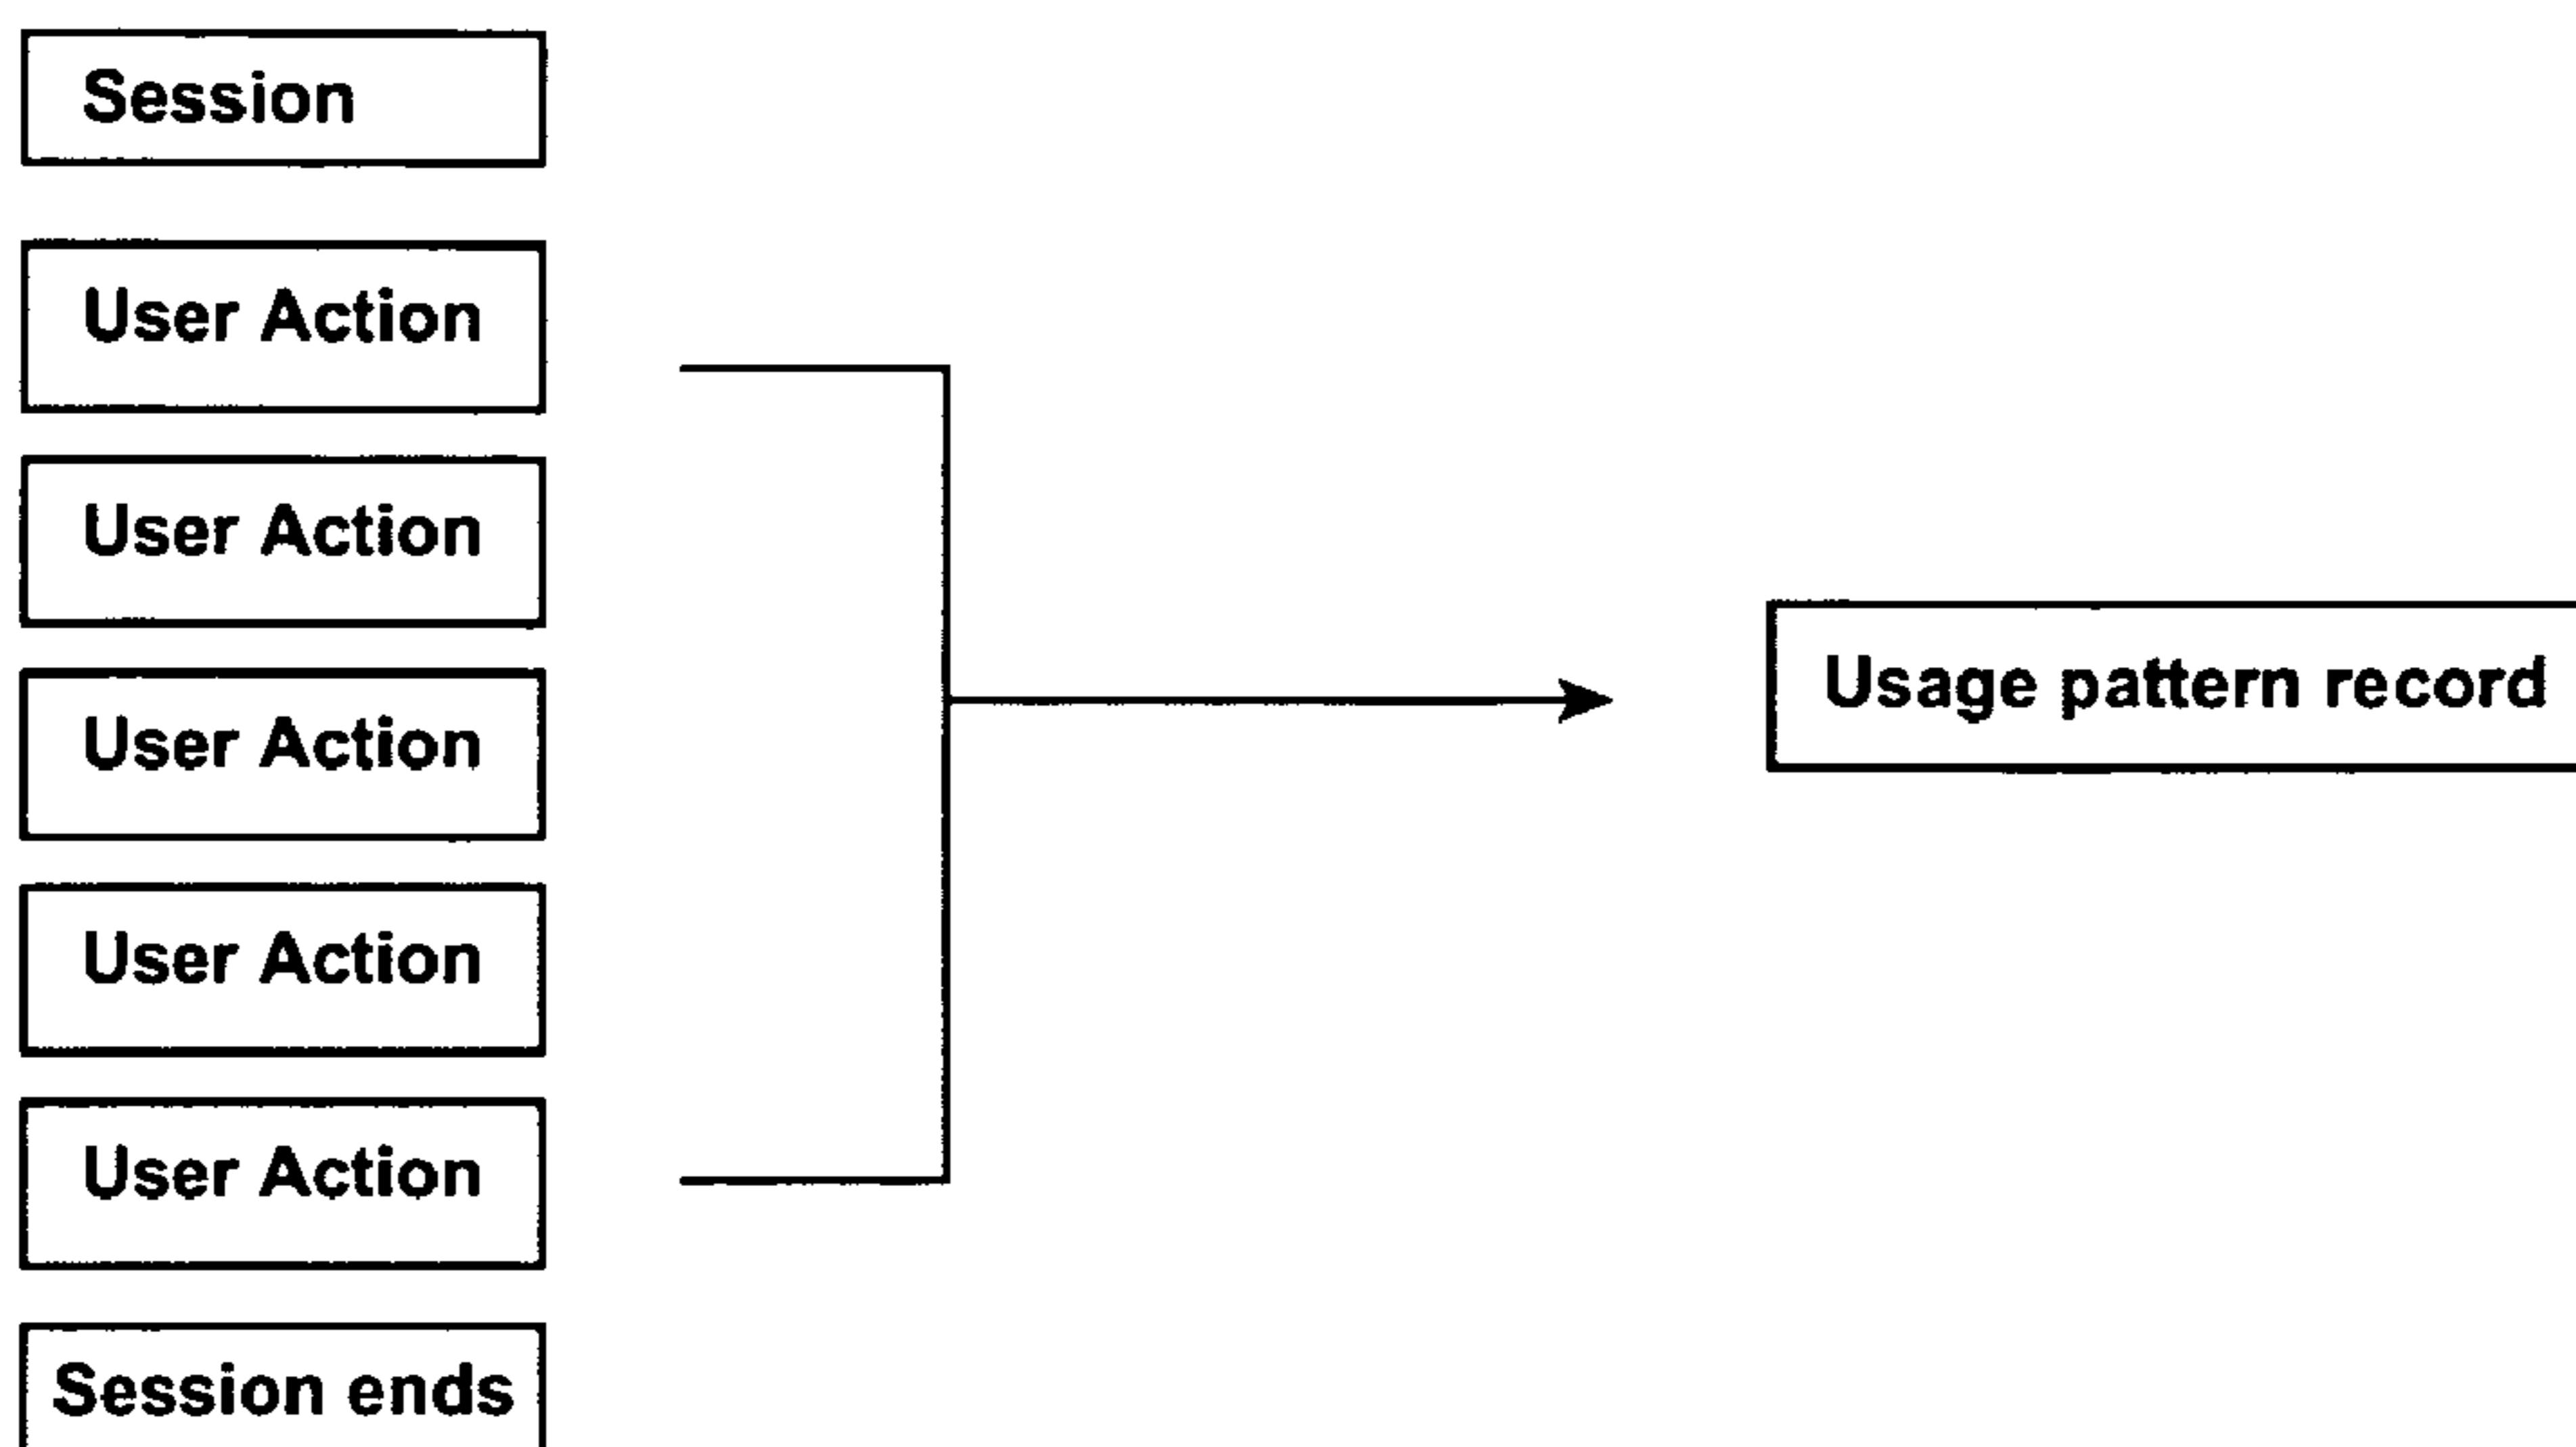 Session
User Action
User Action
User Action
User Action
User Action
Session ends
Usage pattern record